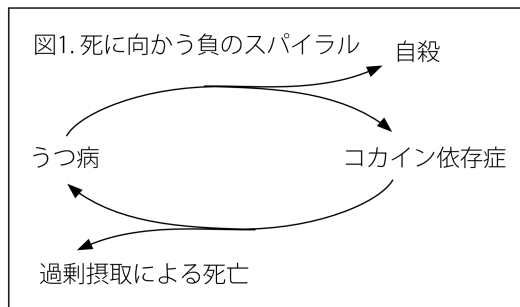 図1. 死に向かう負のスパイラル
自殺
うつ病
コカイン依存症
過剰摂取による死亡